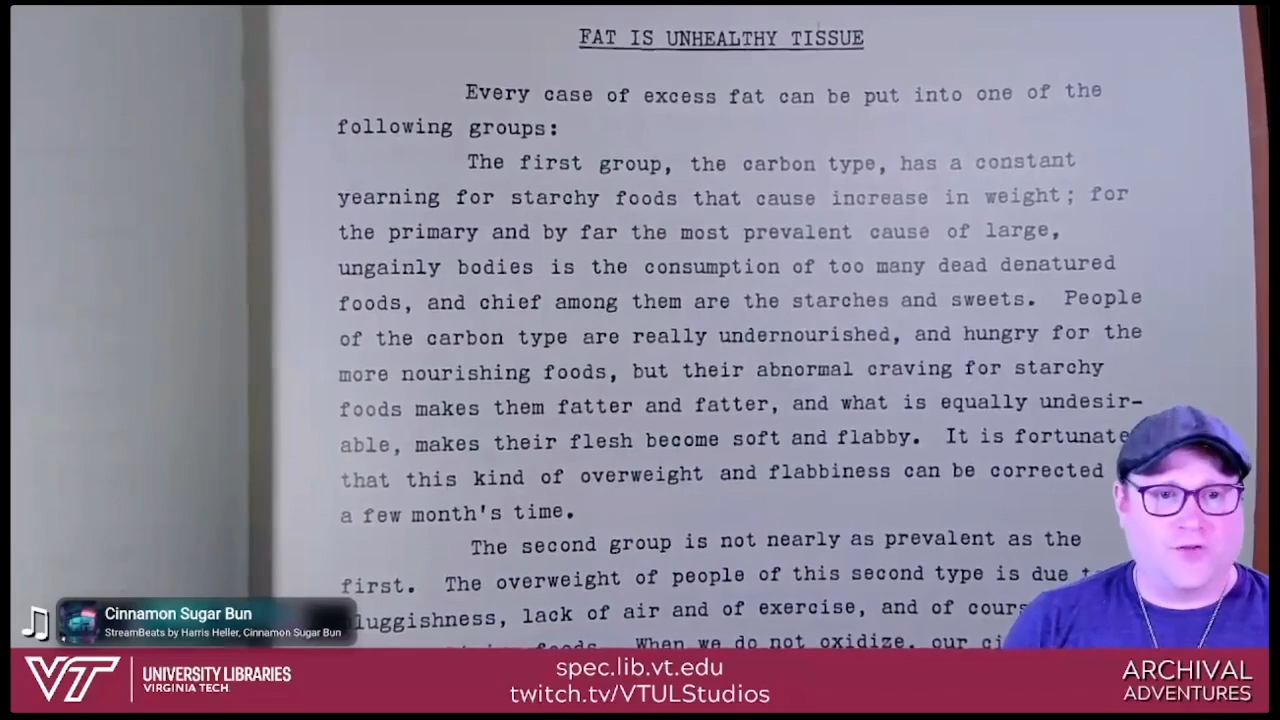 FAT IS UNHEALTHY TISSUE
Every case of excess fat can be put into one of the
following groups:
The first group, the carbon type, has a constant
yearning for starchy foods that cause increase in weight; for
the primary and by far the most prevalent cause of large,
ungainly bodies is the consumption of too many dead denatured
foods, and chief among them are the starches and sweets. People
of the carbon type are really undernourished, and hungry for the
more nourishing foods, but their abnormal craving for starchy
foods makes them fatter and fatter, and what is equally undesir-
able, makes their flesh become soft and flabby. It is fortunate
that this kind of overweight and flabbiness can be corrected
a few month's time.
The second group is not nearly as prevalent as the
first. The overweight of people of this second type is due
luggishness, lack of air and of exercise, and of cours
foods. When we do not oxidize, our ci
Cinnamon Sugar Bun
StreamBeats by Harris Heller, Cinnamon Sugar Bun
VT UNIVERSITY LIBRARIES
VIRGINIA TECH
spec.lib.vt.edu
twitch.tv/VTULStudios
ARCHIVAL
ADVENTURES